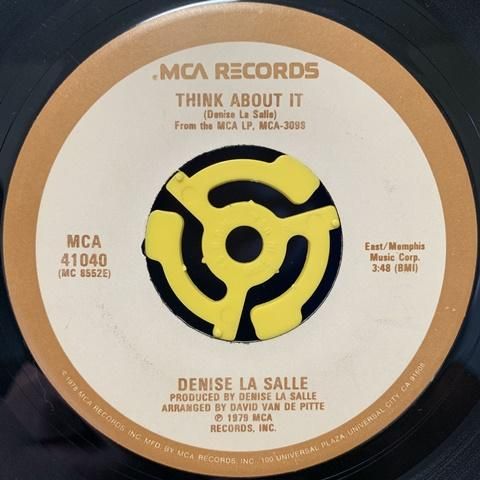 MCA RECORDS
THINK ABOUT IT
(Denise La Salle)
From the MCA LP, MCA-3098
MCA
41040
(MC 8552E)
East/Memphis
Music Corp.
3:48 (BMI)
DENISE LA SALLE
PRODUCED BY DENISE LA SALLE
ARRANGED BY DAVID VAN DE PITTE
℗ 1979 MCA
RECORDS, INC.
©1979 MCA RECORDS, INC. MFD. BY MCA RECORDS, INC. 100 UNIVERSAL PLAZA, UNIVERSAL CITY, CA. 91608